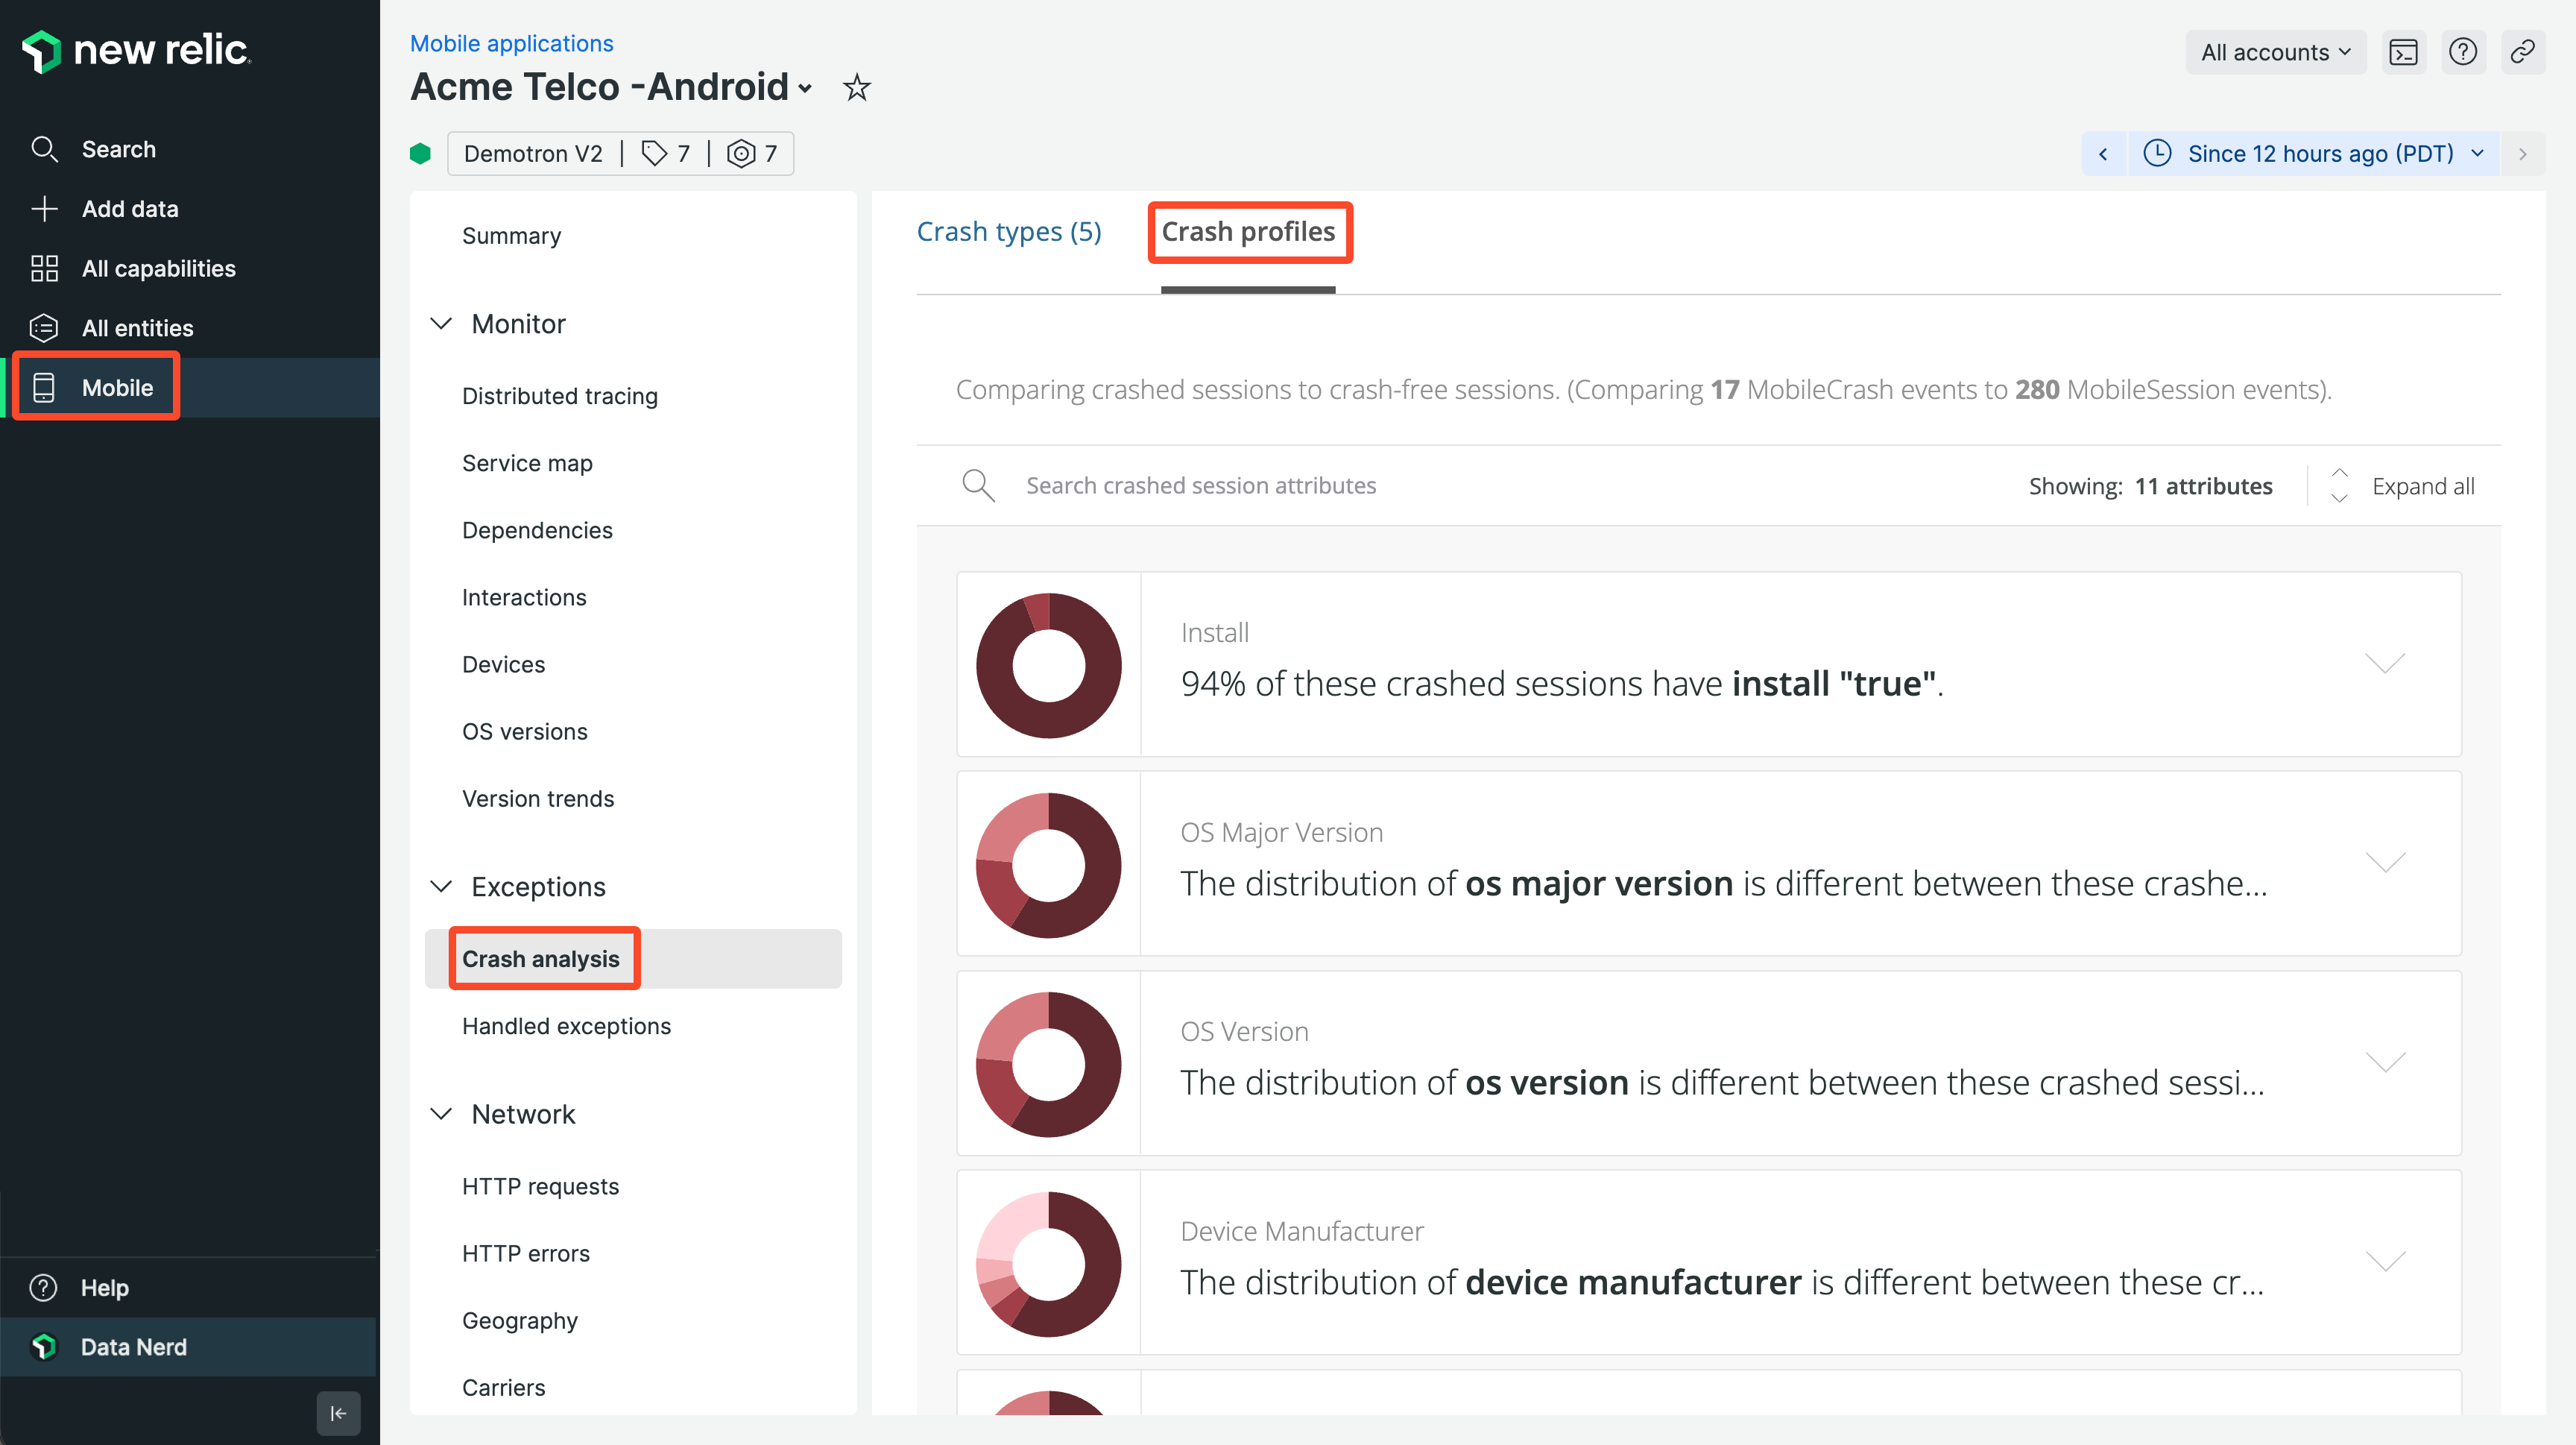 new relic
Search
Add data
All capabilities
All entities
Mobile
Help
Data Nerd
Mobile applications
Acme Telco -Android
Demotron V2 | 7 | 7
All accounts
Since 12 hours ago (PDT)
Summary
Monitor
Distributed tracing
Service map
Dependencies
Interactions
Devices
OS versions
Version trends
Exceptions
Crash analysis
Handled exceptions
Network
HTTP requests
HTTP errors
Geography
Carriers
Crash types (5)
Crash profiles
Comparing crashed sessions to crash-free sessions. (Comparing 17 MobileCrash events to 280 MobileSession events).
Search crashed session attributes
Showing: 11 attributes
Expand all
Install
94% of these crashed sessions have install "true".
OS Major Version
The distribution of os major version is different between these crashe...
OS Version
The distribution of os version is different between these crashed sessi...
Device Manufacturer
The distribution of device manufacturer is different between these cr...